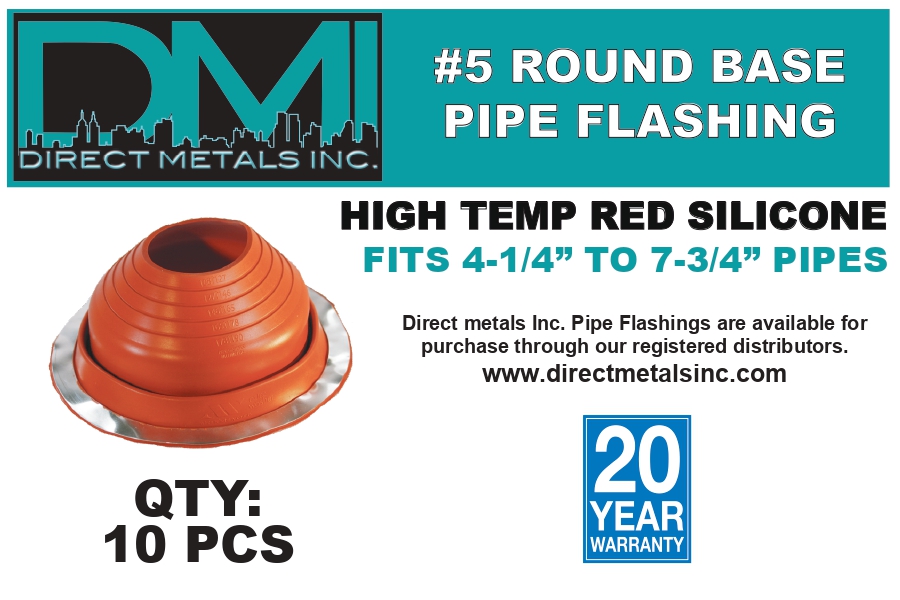 DMI
DIRECT METALS INC.
#5 ROUND BASE
PIPE FLASHING
HIGH TEMP RED SILICONE
FITS 4-1/4” TO 7-3/4” PIPES
Direct metals Inc. Pipe Flashings are available for
purchase through our registered distributors.
www.directmetalsinc.com
20
YEAR
WARRANTY
QTY:
10 PCS